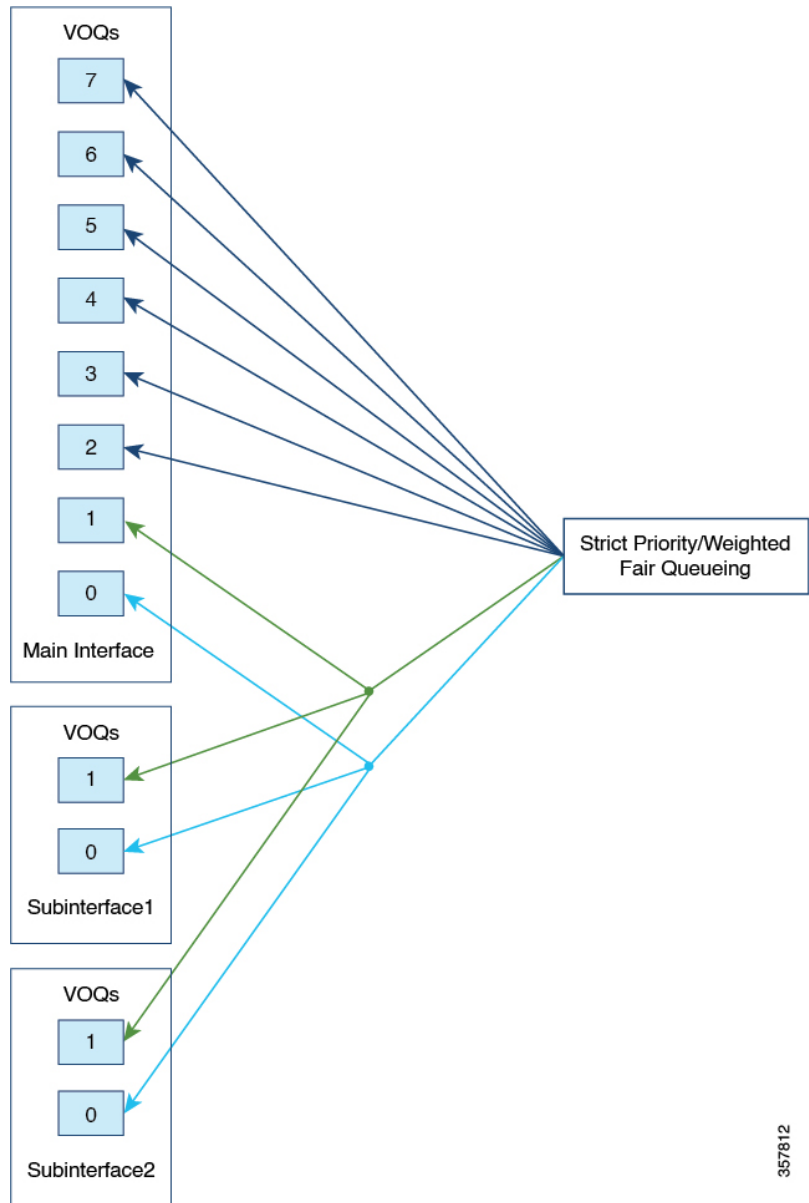 VOQs
7
6
5
4
3
2
1
0
Main Interface
Strict Priority/Weighted
Fair Queueing
VOQs
1
0
Subinterface1
VOQs
1
0
Subinterface2
357812